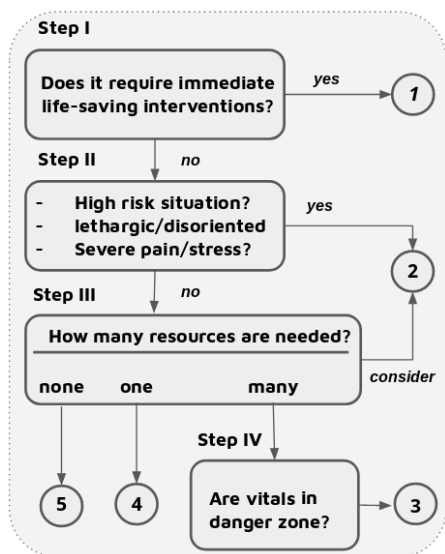 Step I
Does it require immediate
life-saving interventions?
yes
1
Step II
no
- High risk situation?
- lethargic/disoriented
- Severe pain/stress?
yes
2
Step III
no
How many resources are needed?
none one many
consider
Step IV
5
4
Are vitals in
danger zone?
3